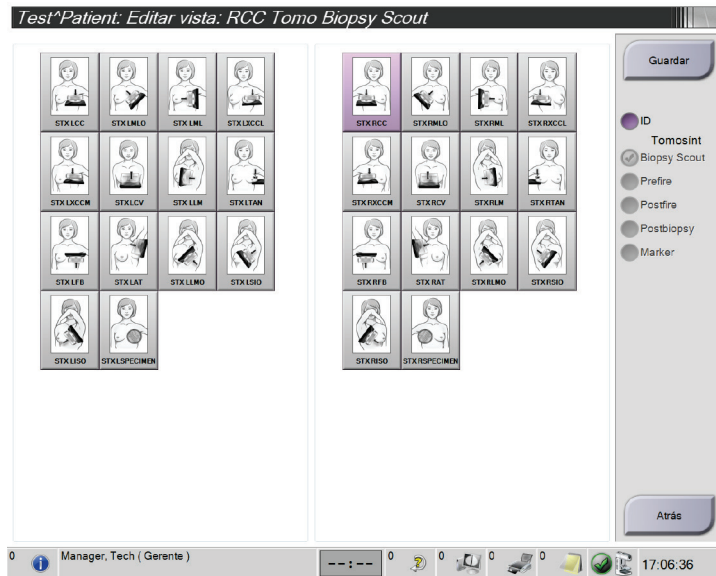 Test^Patient: Editar vista: RCC Tomo Biopsy Scout
STX LCC STX LMLO STX LML STX LXCCL
STX LXCCM STX LCV STX LLM STX LTAN
STX LFB STX LAT STX LLMO STX LSIO
STX LISO STX LSPECIMEN
STX RCC STX RMLO STX RML STX RXCCL
STX RXCCM STX RCV STX RLM STX RTAN
STX RFB STX RAT STX RLMO STX RSIO
STX RISO STX RSPECIMEN
Guardar
ID
Tomosint
Biopsy Scout
Prefire
Postfire
Postbiopsy
Marker
Atrás
0 Manager, Tech ( Gerente ) --:-- 0 0 0 0 17:06:36